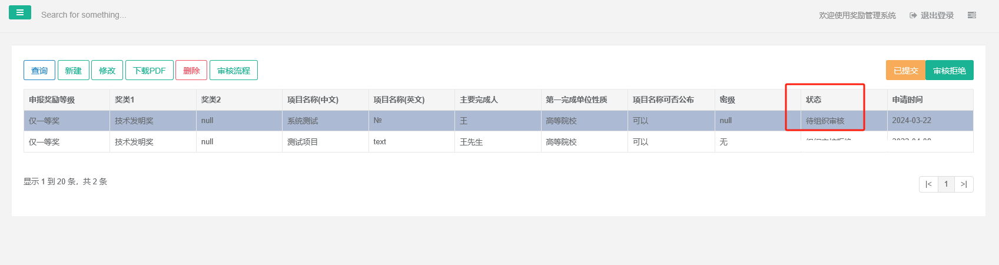 Search for something...
欢迎使用奖励管理系统 退出登录
查询 新建 修改 下载PDF 删除 审核流程 已提交 审核拒绝
申报奖励等级 奖类1 奖类2 项目名称(中文) 项目名称(英文) 主要完成人 第一完成单位性质 项目名称可否公布 密级 状态 申请时间
仅一等奖 技术发明奖 null 系统测试 № 王 高等院校 可以 null 待组织审核 2024-03-22
仅一等奖 技术发明奖 null 测试项目 text 王先生 高等院校 可以 无
显示 1 到 20 条，共 2 条
|< 1 >|